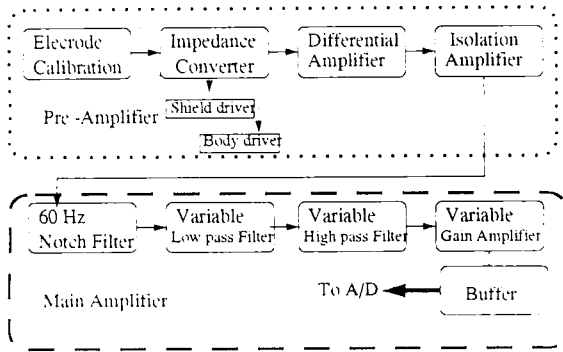 Elecrode
Calibration
Impedance
Converter
Differential
Amplifier
Isolation
Amplifier
Shield driver
Pre -Amplifier
Body driver
60 Hz
Notch Filter
Variable
Low pass Filter
Variable
High pass Filter
Variable
Gain Amplifier
Main Amplifier
To A/D
Buffer